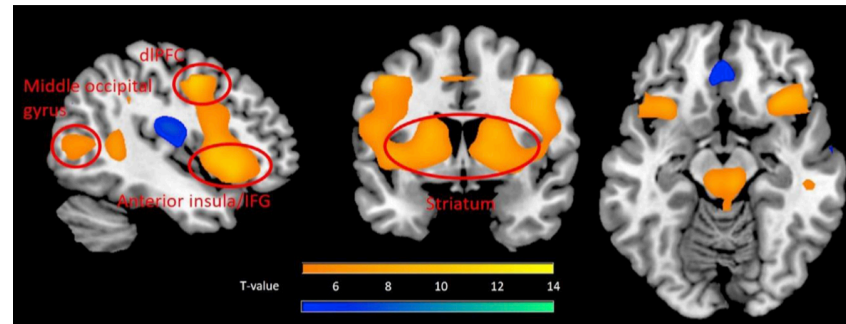 dlPFC
Middle occipital
gyrus
Anterior insula/IFG
Striatum
T-value 6 8 10 12 14